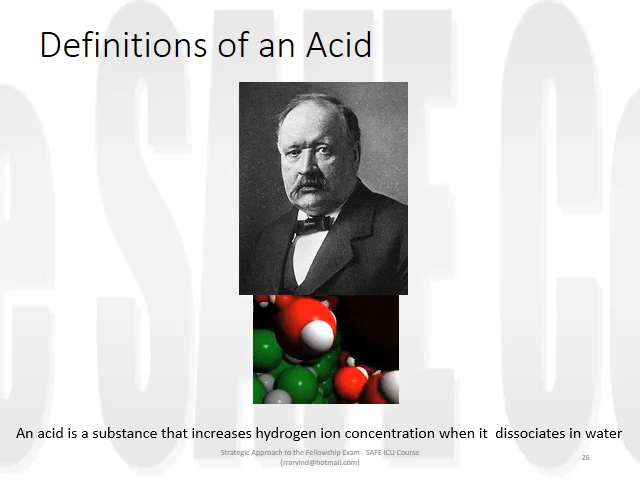 Definitions of an Acid
An acid is a substance that increases hydrogen ion concentration when it  dissociates in water
Strategic Approach to the Fellowship Exam - SAFE ICU Course
(rrarvind@hotmail.com)
26